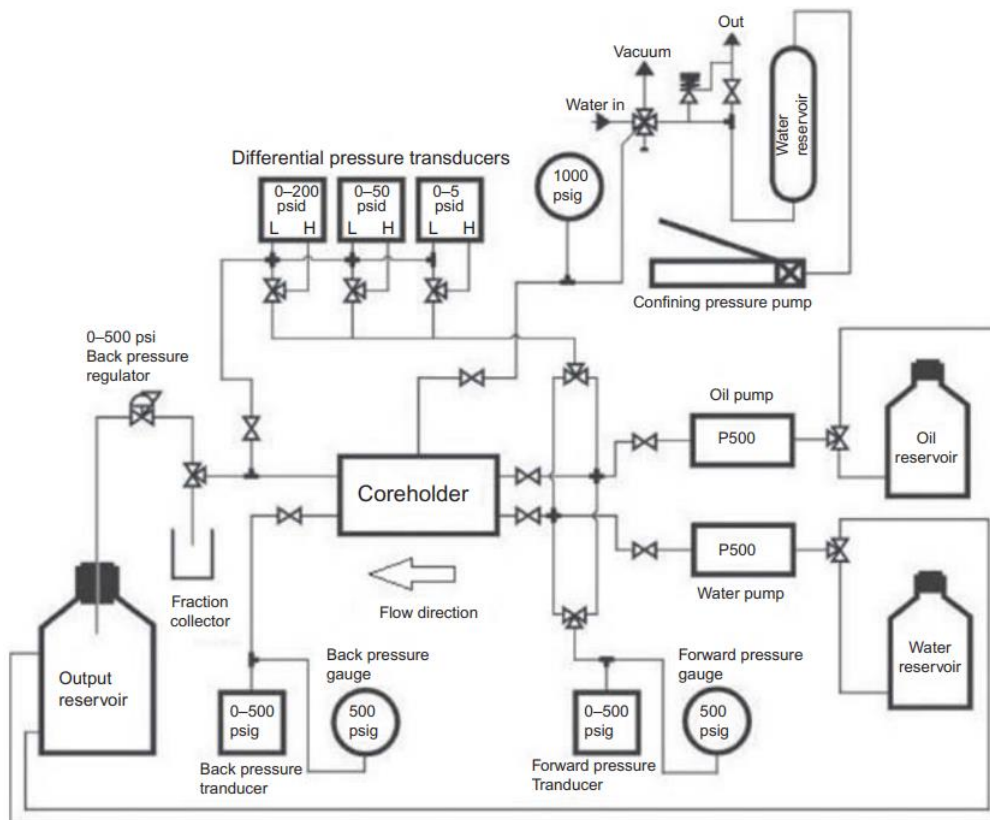 Out
Vacuum
Water in
Water
reservoir
Differential pressure transducers
0–200
psid
L H
0–50
psid
L H
0–5
psid
L H
1000
psig
Confining pressure pump
0–500 psi
Back pressure
regulator
Oil pump
P500
Oil
reservoir
Coreholder
P500
Water pump
Fraction
collector
Flow direction
Water
reservoir
Output
reservoir
Back pressure
gauge
0–500
psig
500
psig
Back pressure
tranducer
Forward pressure
gauge
0–500
psig
500
psig
Forward pressure
Tranducer